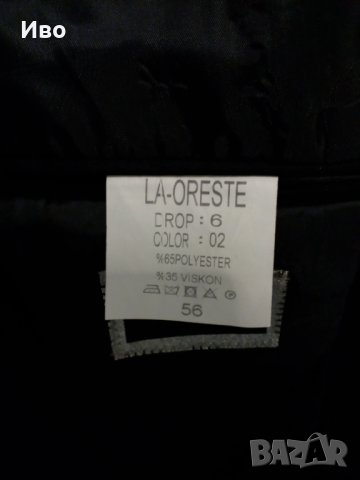 Иво
LA-ORESTE
DROP : 6
COLOR : 02
%65POLYESTER
%35 VISKON
56
BAZAR